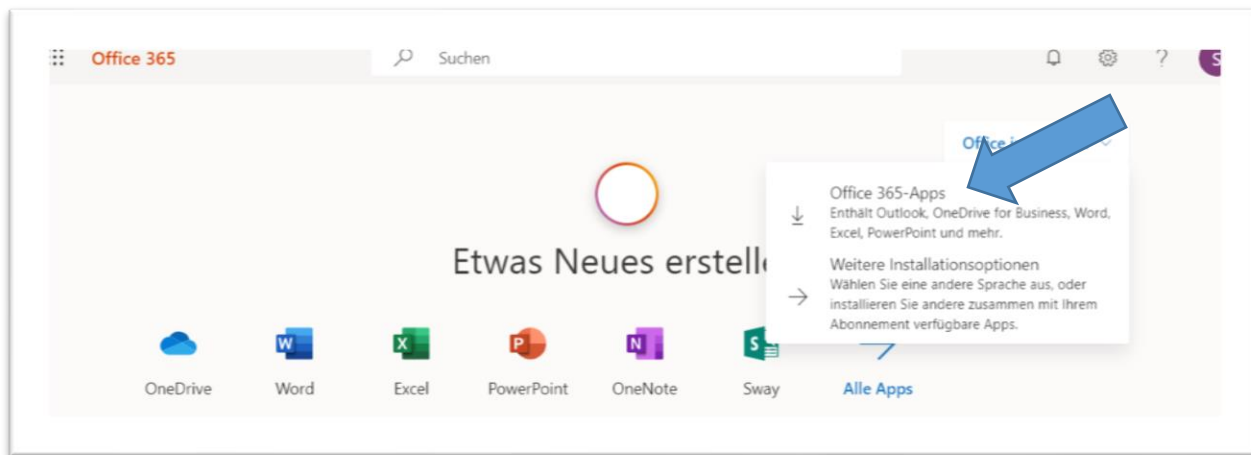 Office 365
Suchen
?
Office
Office 365-Apps
Enthält Outlook, OneDrive for Business, Word,
Excel, PowerPoint und mehr.
Etwas Neues erstelle
Weitere Installationsoptionen
Wählen Sie eine andere Sprache aus, oder
installieren Sie andere zusammen mit Ihrem
Abonnement verfügbare Apps.
W
X
P
N
S
OneDrive
Word
Excel
PowerPoint
OneNote
Sway
Alle Apps